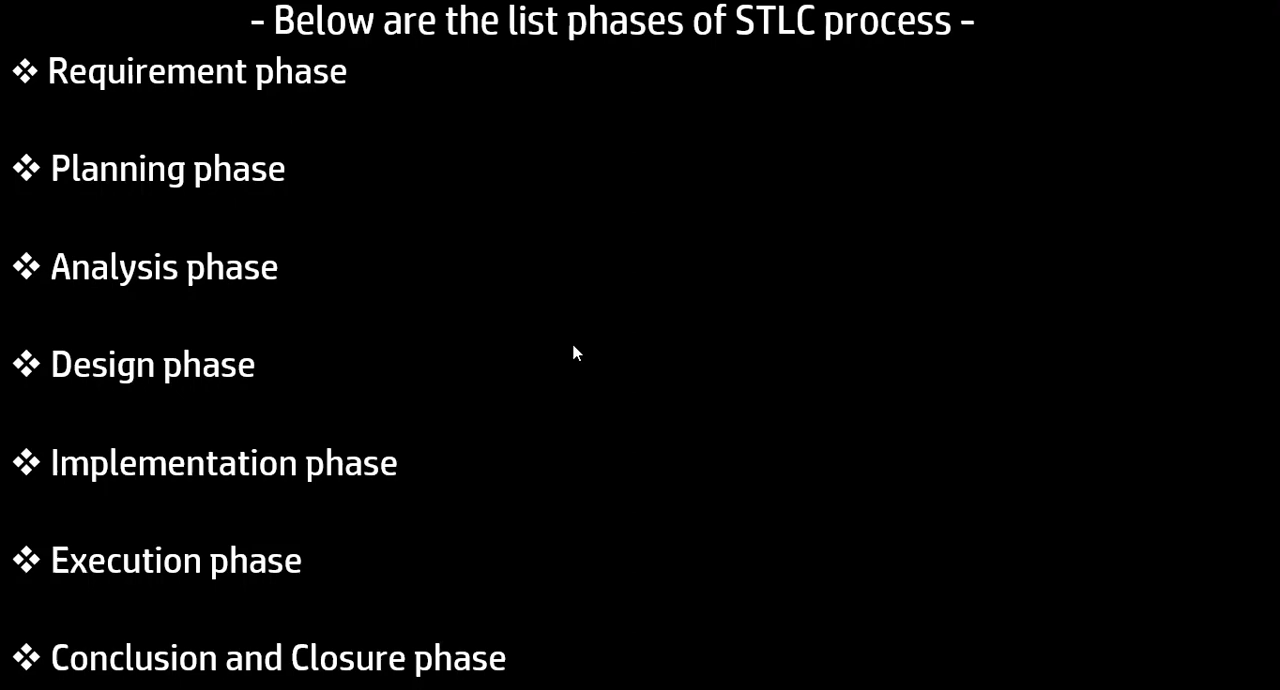 - Below are the list phases of STLC process -
❖ Requirement phase
❖ Planning phase
❖ Analysis phase
❖ Design phase
❖ Implementation phase
❖ Execution phase
❖ Conclusion and Closure phase